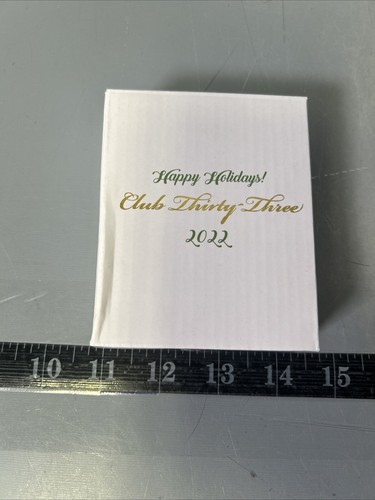 Happy Holidays!
Club Thirty-Three
2022
10 11 12 13 14 15